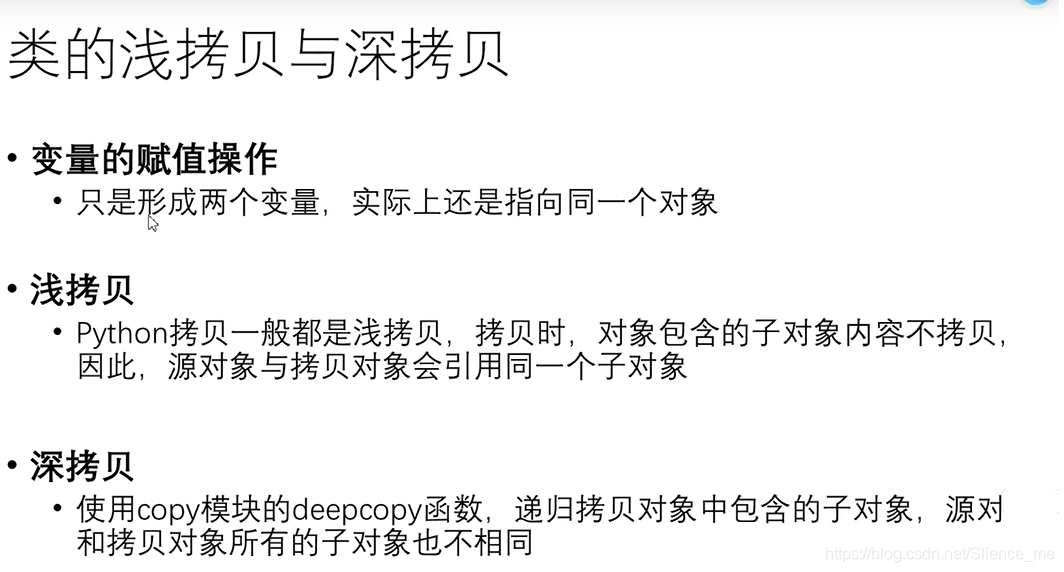 类的浅拷贝与深拷贝
• 变量的赋值操作
• 只是形成两个变量，实际上还是指向同一个对象
• 浅拷贝
• Python拷贝一般都是浅拷贝，拷贝时，对象包含的子对象内容不拷贝，
因此，源对象与拷贝对象会引用同一个子对象
• 深拷贝
• 使用copy模块的deepcopy函数，递归拷贝对象中包含的子对象，源对
和拷贝对象所有的子对象也不相同
https://blog.csdn.net/Slience_me